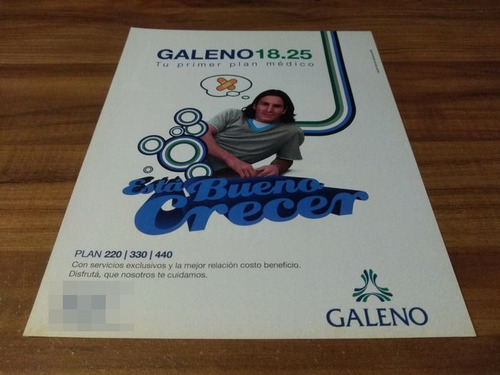 GALENO18.25
Tu primer plan médico
Está Bueno
Crecer
PLAN 220 | 330 | 440
Con servicios exclusivos y la mejor relación costo beneficio.
Disfrutá, que nosotros te cuidamos.
GALENO